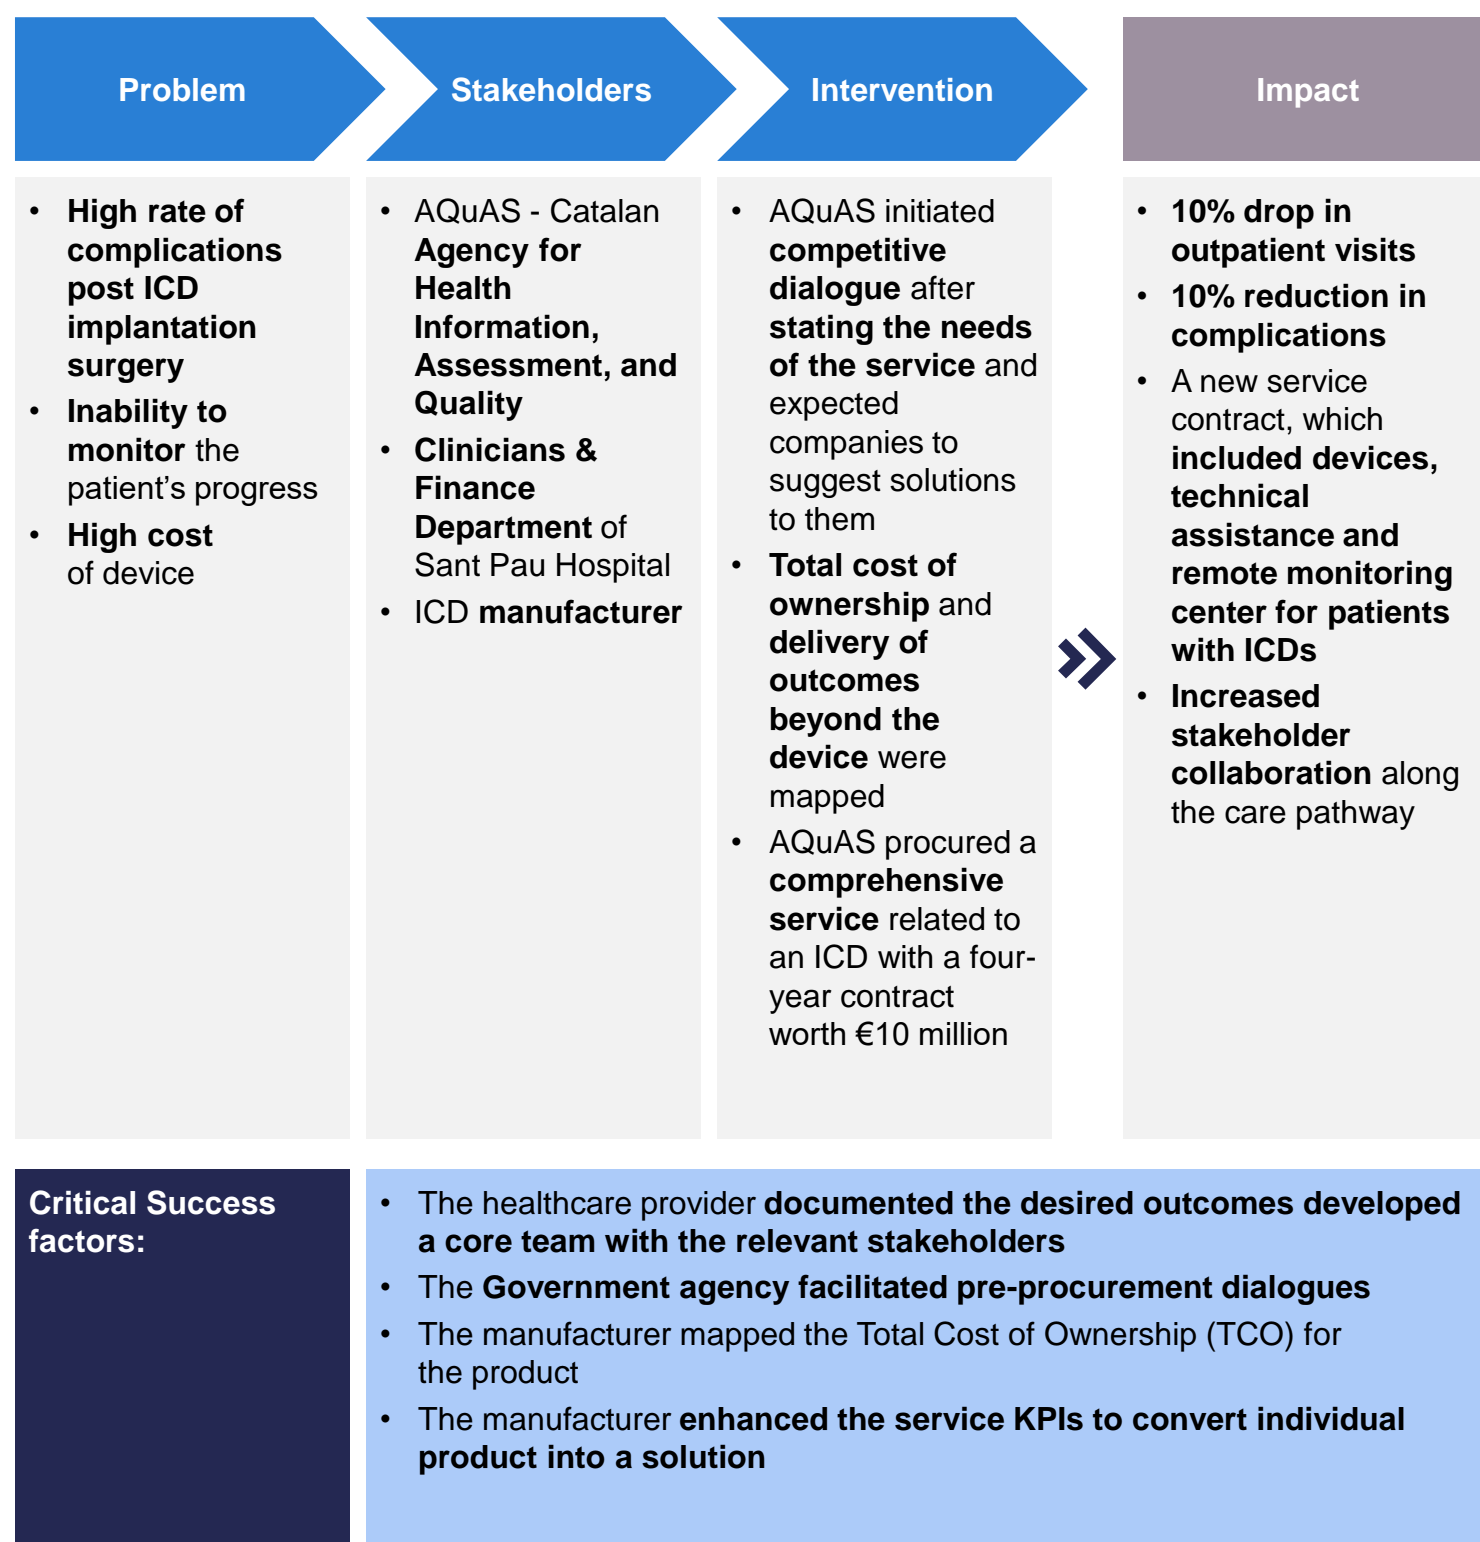 Problem
Stakeholders
Intervention
Impact
• High rate of
complications
post ICD
implantation
surgery
• Inability to
monitor the
patient’s progress
• High cost
of device
• AQuAS - Catalan
Agency for
Health
Information,
Assessment, and
Quality
• Clinicians &
Finance
Department of
Sant Pau Hospital
• ICD manufacturer
• AQuAS initiated
competitive
dialogue after
stating the needs
of the service and
expected
companies to
suggest solutions
to them
• Total cost of
ownership and
delivery of
outcomes
beyond the
device were
mapped
• AQuAS procured a
comprehensive
service related to
an ICD with a four-
year contract
worth €10 million
• 10% drop in
outpatient visits
• 10% reduction in
complications
• A new service
contract, which
included devices,
technical
assistance and
remote monitoring
center for patients
with ICDs
• Increased
stakeholder
collaboration along
the care pathway
Critical Success
factors:
• The healthcare provider documented the desired outcomes developed
a core team with the relevant stakeholders
• The Government agency facilitated pre-procurement dialogues
• The manufacturer mapped the Total Cost of Ownership (TCO) for
the product
• The manufacturer enhanced the service KPIs to convert individual
product into a solution